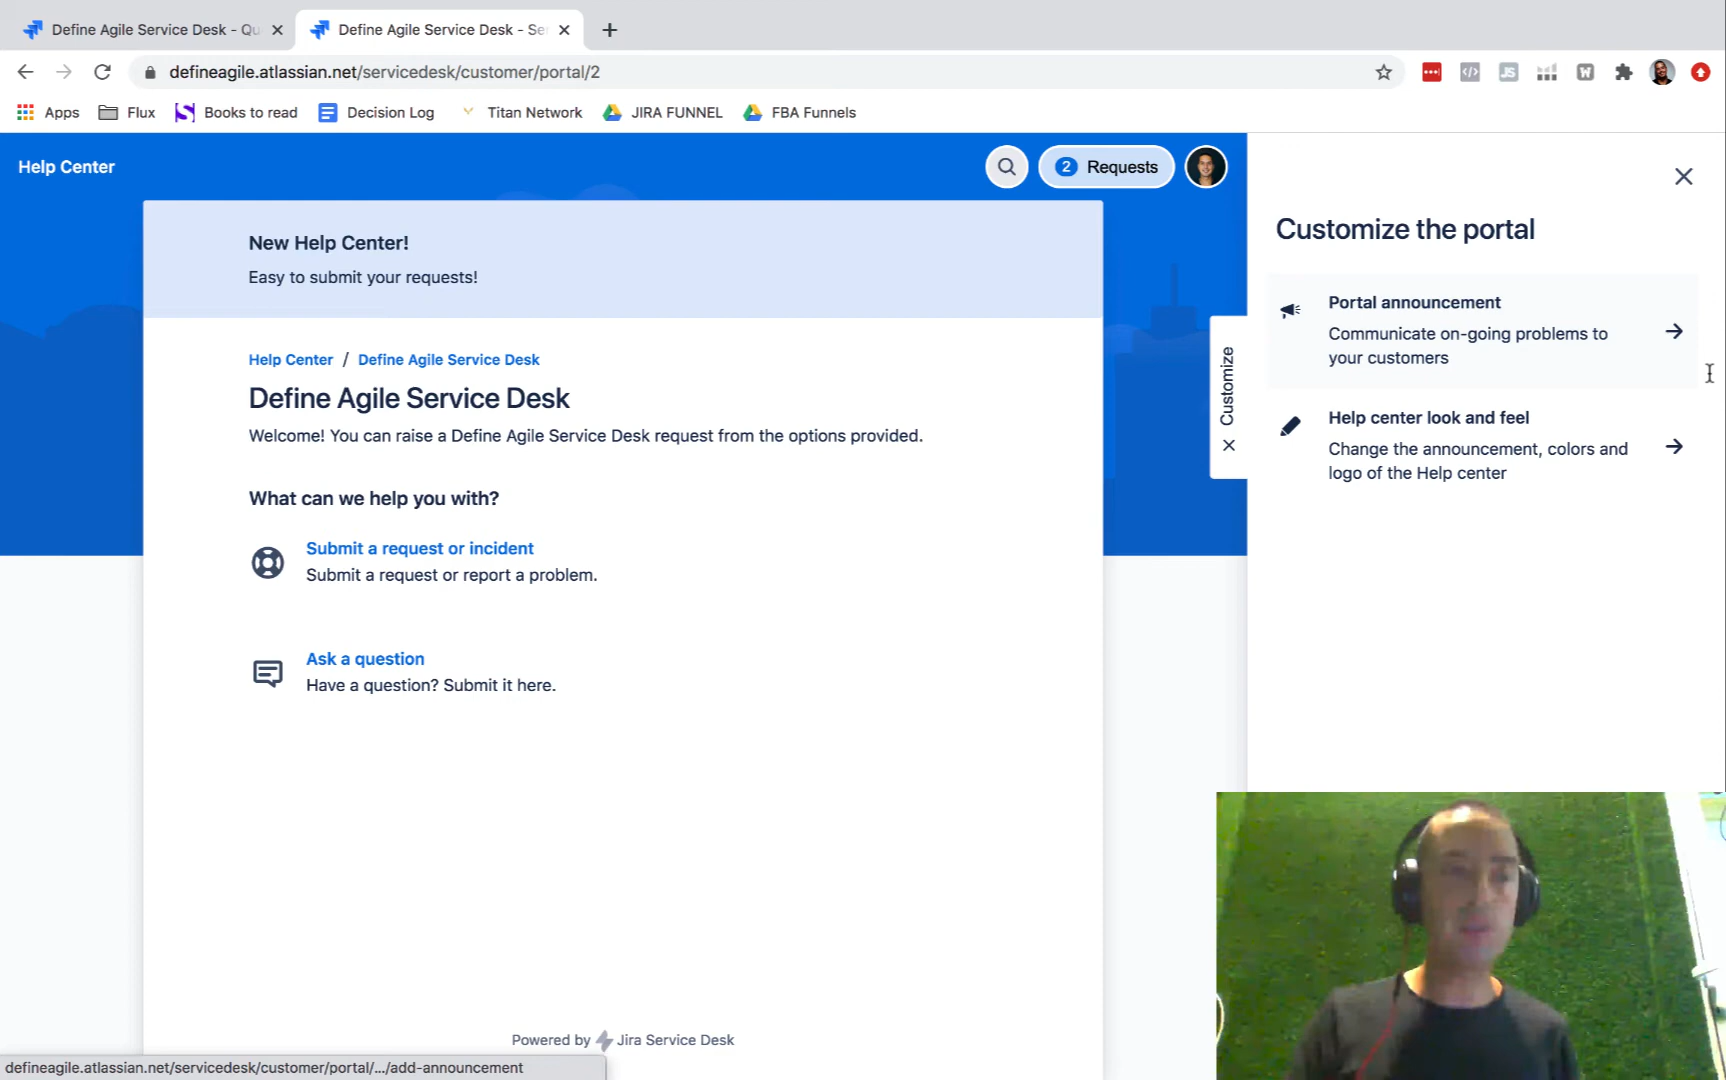 Define Agile Service Desk - Qu
Define Agile Service Desk - Se
defineagile.atlassian.net/servicedesk/customer/portal/2
Apps
Flux
Books to read
Decision Log
Titan Network
JIRA FUNNEL
FBA Funnels
JS
W
Help Center
2 Requests
New Help Center!
Easy to submit your requests!
Help Center / Define Agile Service Desk
Define Agile Service Desk
Welcome! You can raise a Define Agile Service Desk request from the options provided.
What can we help you with?
Submit a request or incident
Submit a request or report a problem.
Ask a question
Have a question? Submit it here.
Powered by Jira Service Desk
Customize
Customize the portal
Portal announcement
Communicate on-going problems to
your customers
Help center look and feel
Change the announcement, colors and
logo of the Help center
defineagile.atlassian.net/servicedesk/customer/portal/.../add-announcement